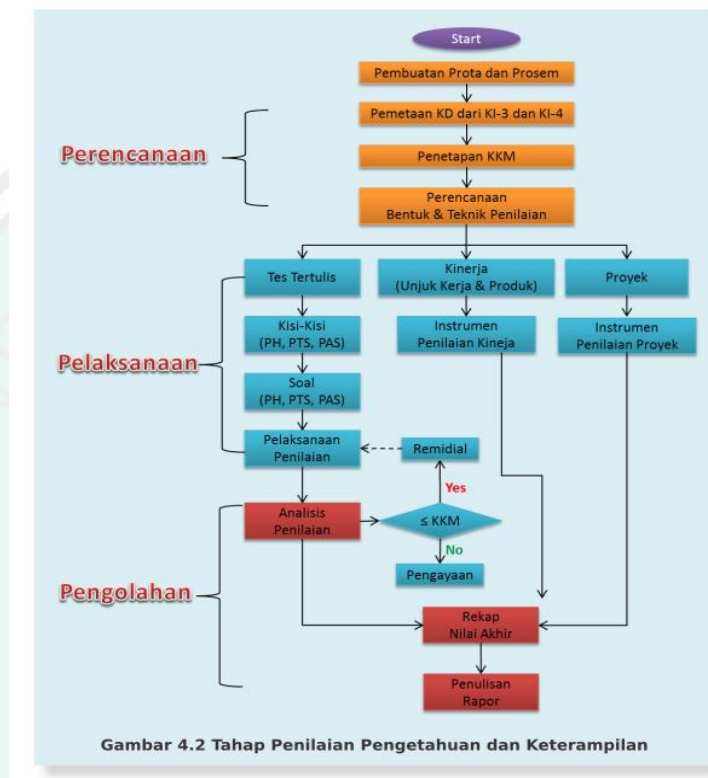 Start
Pembuatan Prota dan Prosem
Pemetaan KD dari KI-3 dan KI-4
Perencanaan
Penetapan KKM
Perencanaan
Bentuk & Teknik Penilaian
Tes Tertulis
Kinerja
(Unjuk Kerja & Produk)
Proyek
Kisi-Kisi
(PH, PTS, PAS)
Instrumen
Penilaian Kineja
Instrumen
Penilaian Proyek
Pelaksanaan
Soal
(PH, PTS, PAS)
Pelaksanaan
Penilaian
Remidial
Yes
Analisis
Penilaian
≤ KKM
No
Pengayaan
Pengolahan
Rekap
Nilai Akhir
Penulisan
Rapor
Gambar 4.2 Tahap Penilaian Pengetahuan dan Keterampilan